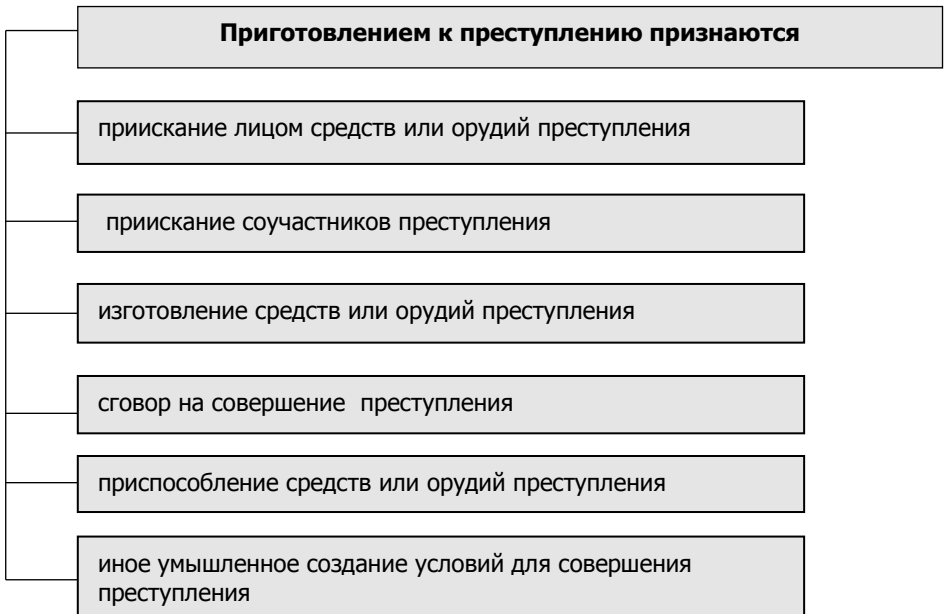 Приготовлением к преступлению признаются
приискание лицом средств или орудий преступления
приискание соучастников преступления
изготовление средств или орудий преступления
сговор на совершение преступления
приспособление средств или орудий преступления
иное умышленное создание условий для совершения
преступления